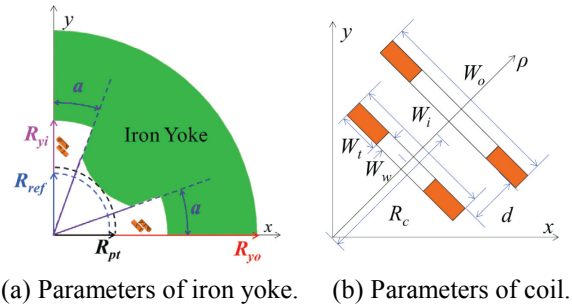 y
a
Iron Yoke
R_yi
R_ref
a
x
R_pt
R_yo
(a) Parameters of iron yoke.
y
W_o
ρ
W_i
W_t
W_w
R_c
d
x
(b) Parameters of coil.